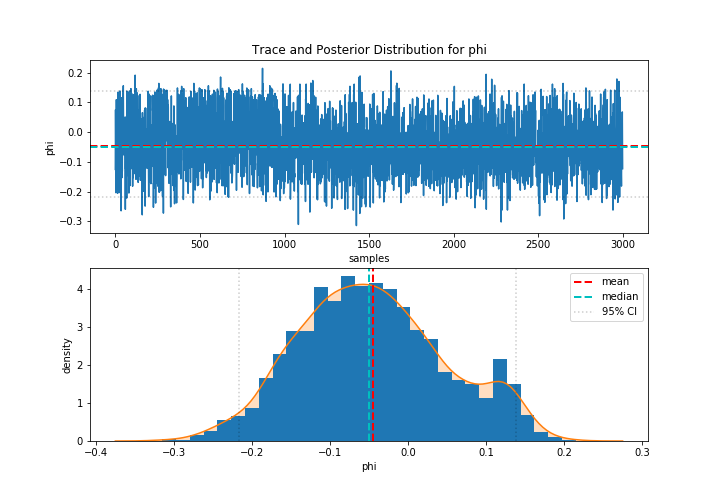 Trace and Posterior Distribution for phi
0.2
0.1
0.0
−0.1
−0.2
−0.3
phi
0 500 1000 1500 2000 2500 3000
samples
mean
median
95% CI
4
3
2
1
0
density
−0.4 −0.3 −0.2 −0.1 0.0 0.1 0.2 0.3
phi